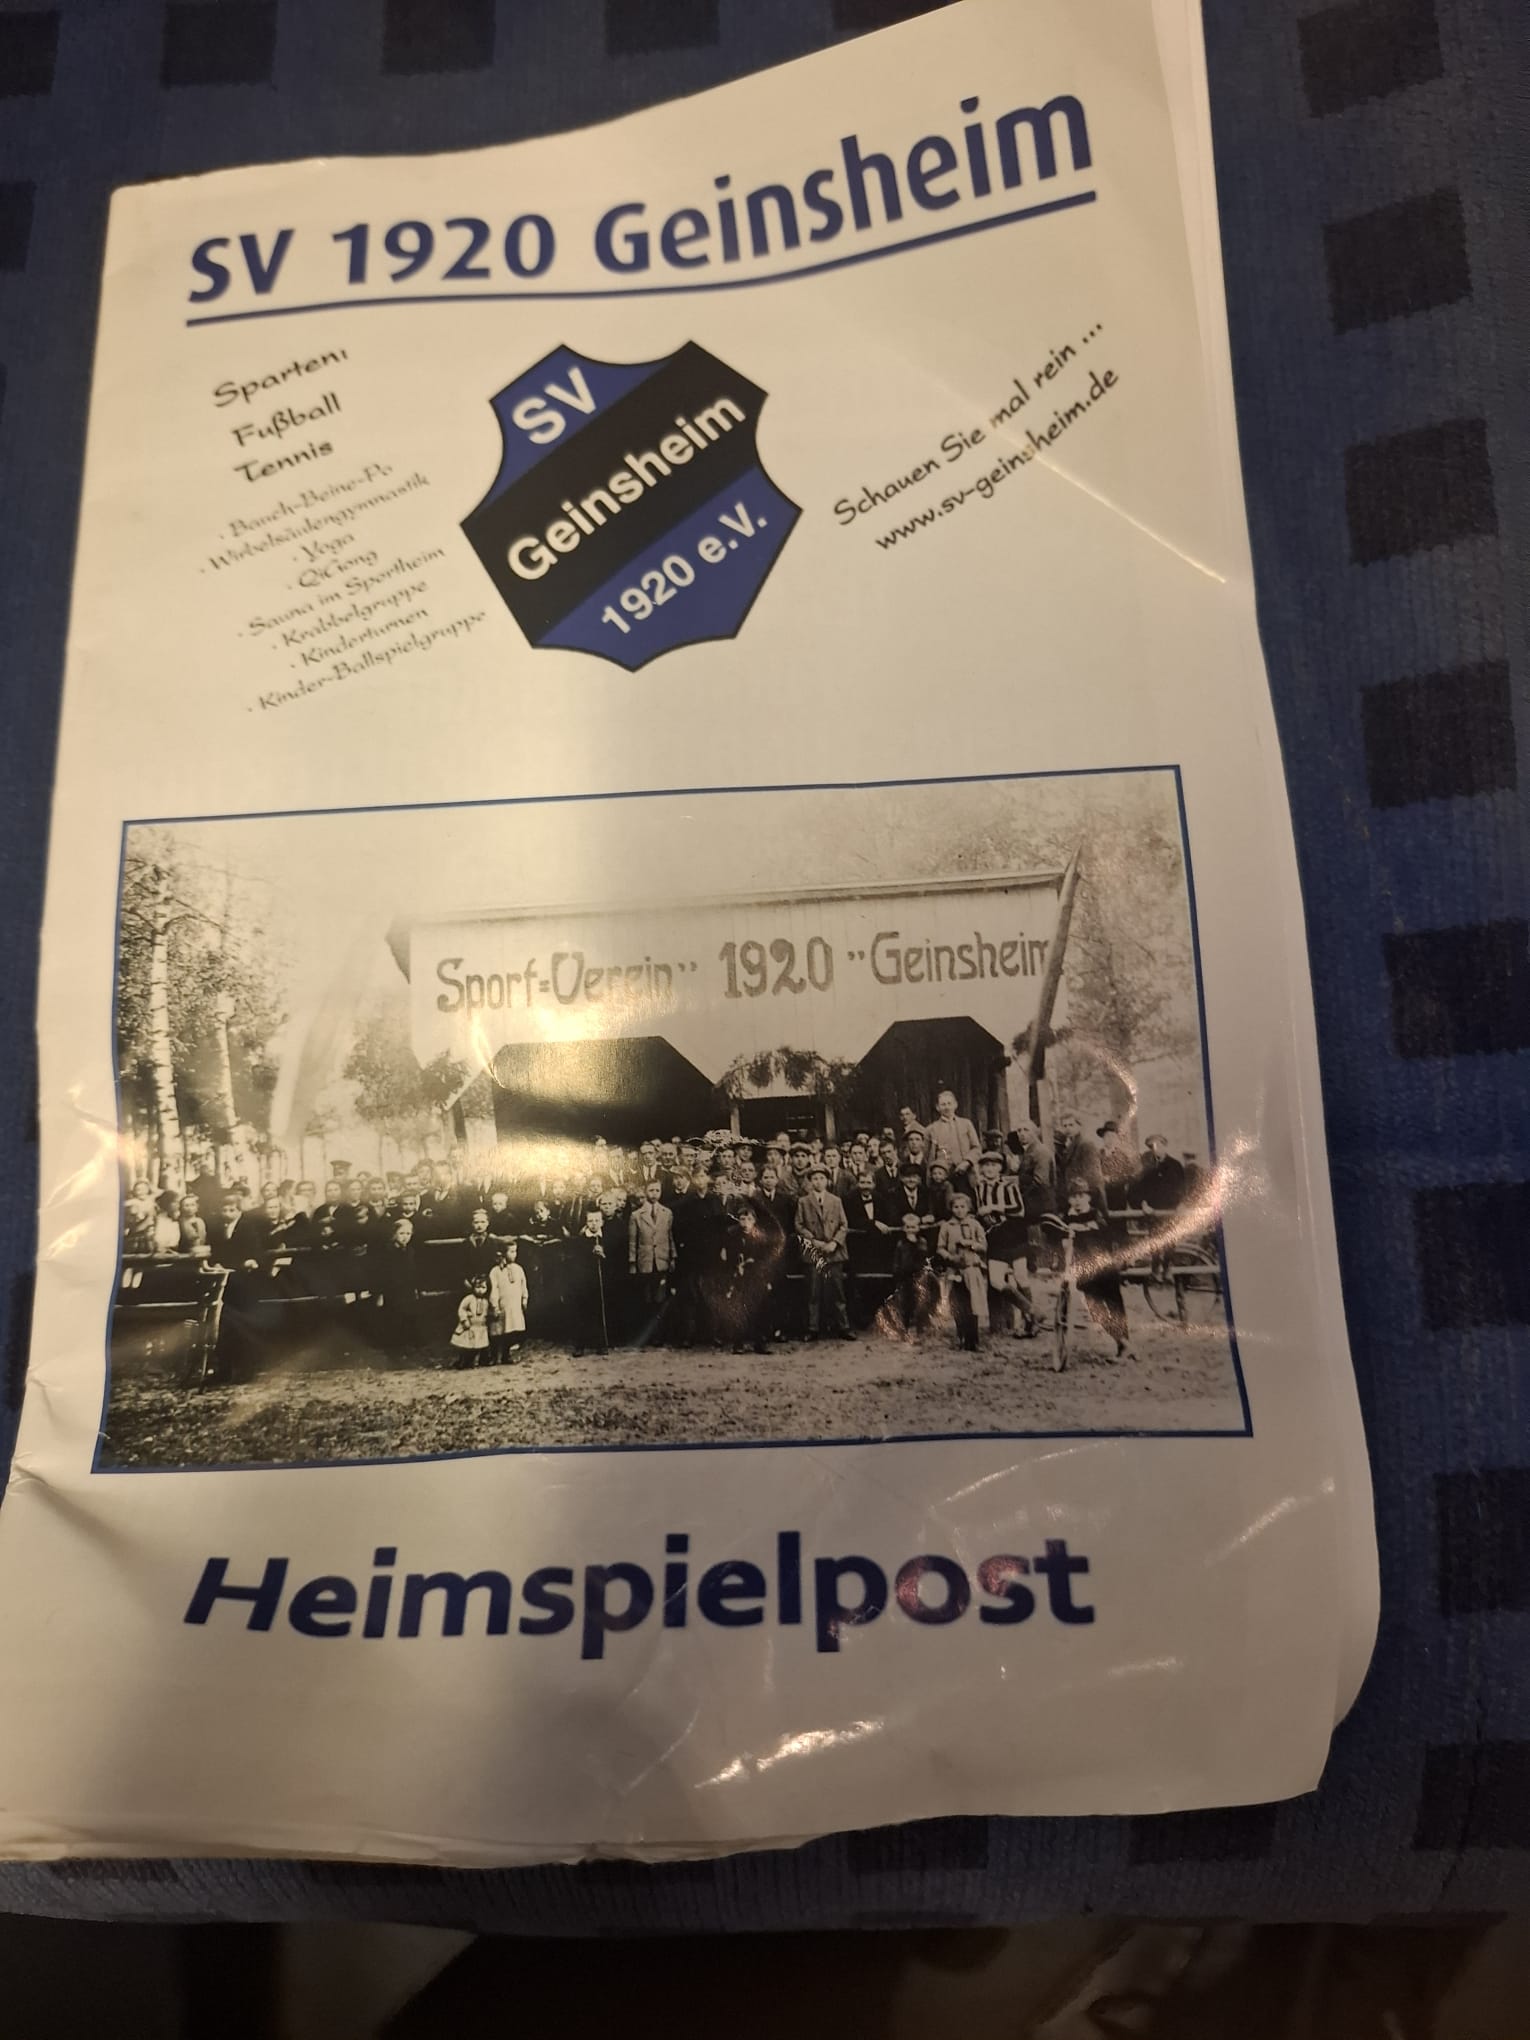 SV 1920 Geinsheim
Sparten:
Fußball
Tennis
· Bauch-Beine-Po
· Wirbelsäulengymnastik
· Yoga
· QiGong
· Sauna im Sportheim
· Krabbelgruppe
· Kinderturnen
· Kinder-Ballspielgruppe
SV
Geinsheim
1920 e.V.
Schauen Sie mal rein ...
www.sv-geinsheim.de
Sport=Verein" 1920 "Geinsheim
Heimspielpost